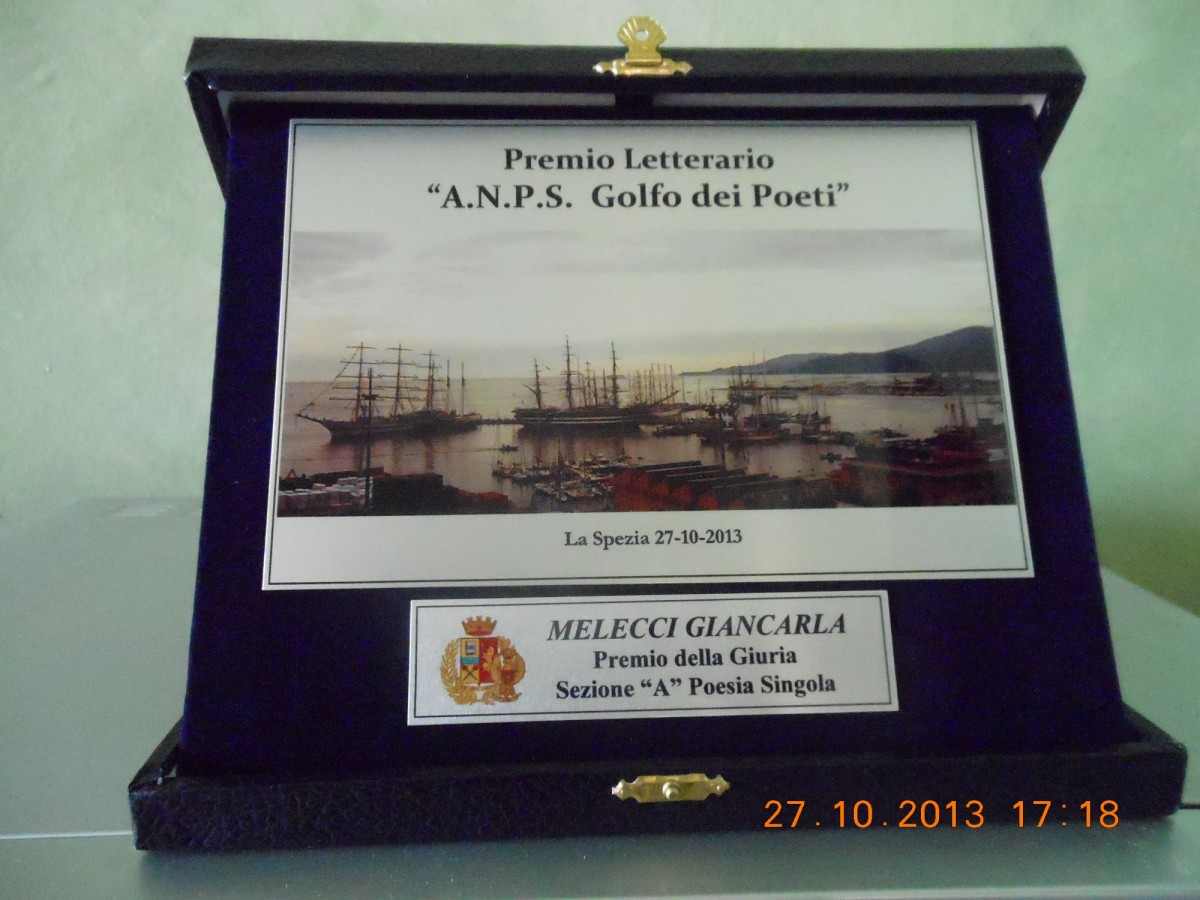 Premio Letterario
“A.N.P.S. Golfo dei Poeti”
La Spezia 27-10-2013
MELECCI GIANCARLA
Premio della Giuria
Sezione “A” Poesia Singola
27.10.2013 17:18